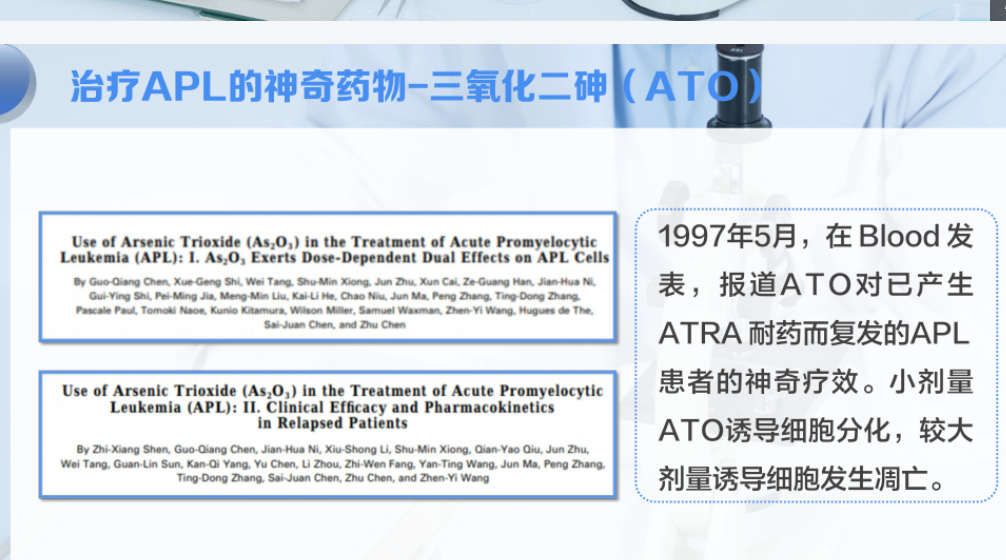 治疗APL的神奇药物-三氧化二砷（ATO）
Use of Arsenic Trioxide (As₂O₃) in the Treatment of Acute Promyelocytic
Leukemia (APL): I. As₂O₃ Exerts Dose-Dependent Dual Effects on APL Cells
By Guo-Qiang Chen, Xue-Geng Shi, Wei Tang, Shu-Min Xiong, Jun Zhu, Xun Cai, Ze-Guang Han, Jian-Hua Ni,
Gui-Ying Shi, Pei-Ming Jia, Meng-Min Liu, Kai-Li He, Chao Niu, Jun Ma, Peng Zhang, Ting-Dong Zhang,
Pascale Paul, Tomoki Naoe, Kunio Kitamura, Wilson Miller, Samuel Waxman, Zhen-Yi Wang, Hugues de The,
Sai-Juan Chen, and Zhu Chen
Use of Arsenic Trioxide (As₂O₃) in the Treatment of Acute Promyelocytic
Leukemia (APL): II. Clinical Efficacy and Pharmacokinetics
in Relapsed Patients
By Zhi-Xiang Shen, Guo-Qiang Chen, Jian-Hua Ni, Xiu-Shong Li, Shu-Min Xiong, Qian-Yao Qiu, Jun Zhu,
Wei Tang, Guan-Lin Sun, Kan-Qi Yang, Yu Chen, Li Zhou, Zhi-Wen Fang, Yan-Ting Wang, Jun Ma, Peng Zhang,
Ting-Dong Zhang, Sai-Juan Chen, Zhu Chen, and Zhen-Yi Wang
1997年5月，在 Blood 发
表，报道ATO对已产生
ATRA 耐药而复发的APL
患者的神奇疗效。小剂量
ATO诱导细胞分化，较大
剂量诱导细胞发生凋亡。